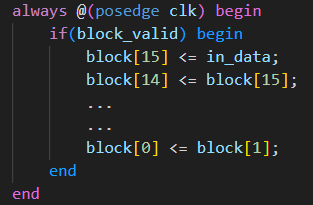 always @(posedge clk) begin
    if(block_valid) begin
        block[15] <= in_data;
        block[14] <= block[15];
        ...
        ...
        block[0] <= block[1];
    end
end